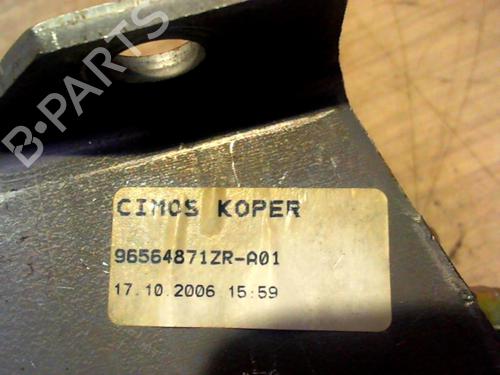 B-PARTS
CIMOS KOPER
96564871ZR-A01
17.10.2006 15:59